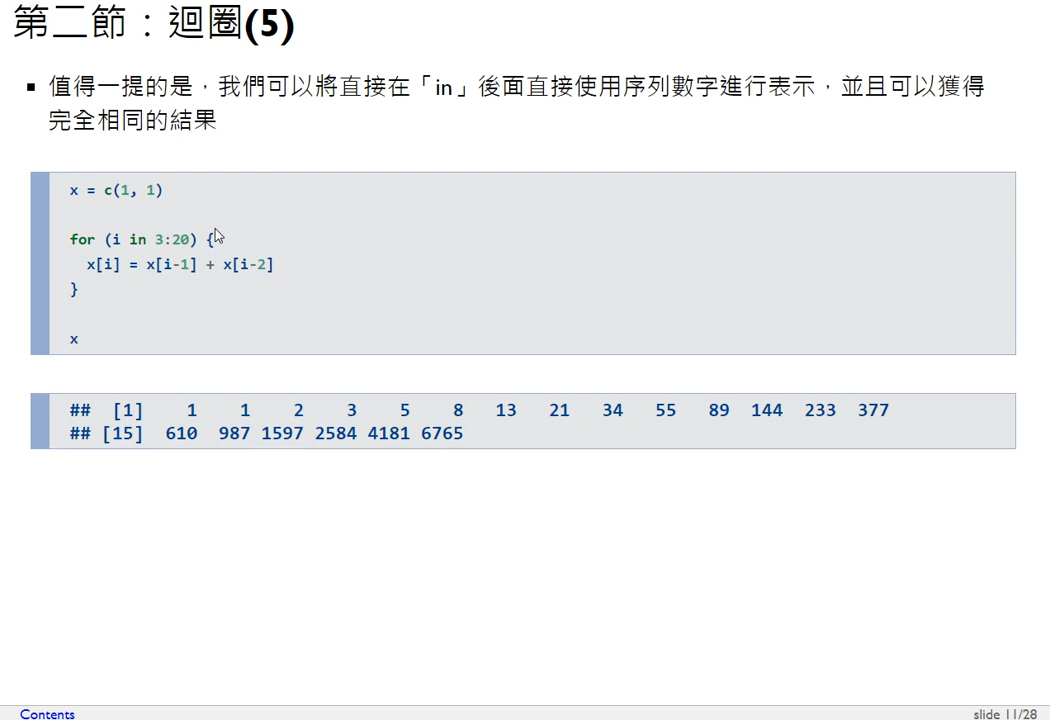 第二節：迴圈(5)
值得一提的是，我們可以將直接在「in」後面直接使用序列數字進行表示，並且可以獲得
完全相同的結果
x = c(1, 1)
for (i in 3:20) {
  x[i] = x[i-1] + x[i-2]
}
x
##  [1]    1    1    2    3    5    8   13   21   34   55   89  144  233  377
## [15]  610  987 1597 2584 4181 6765
Contents
slide 11/28